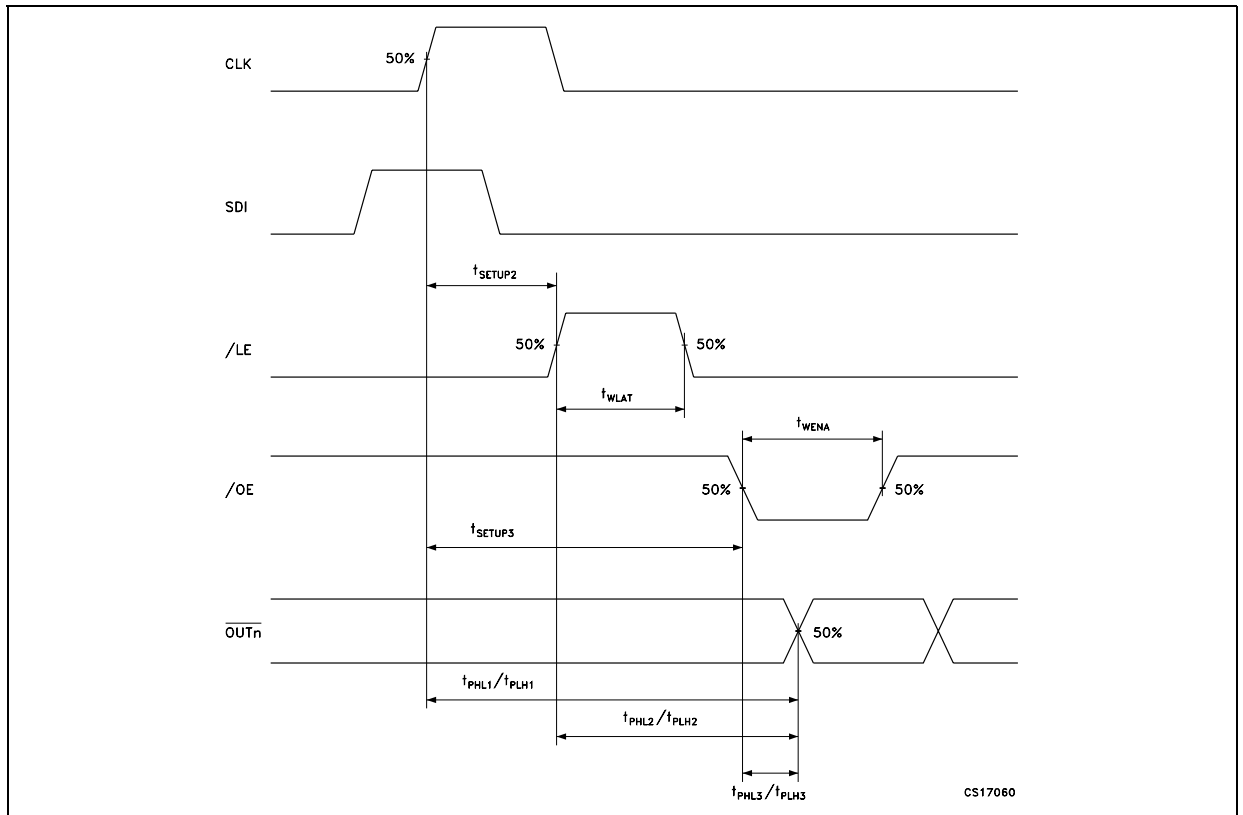 CLK
50%
SDI
tSETUP2
/LE
50%
50%
tWLAT
tWENA
/OE
50%
50%
tSETUP3
OUTn
50%
tPHL1/tPLH1
tPHL2/tPLH2
tPHL3/tPLH3
CS17060